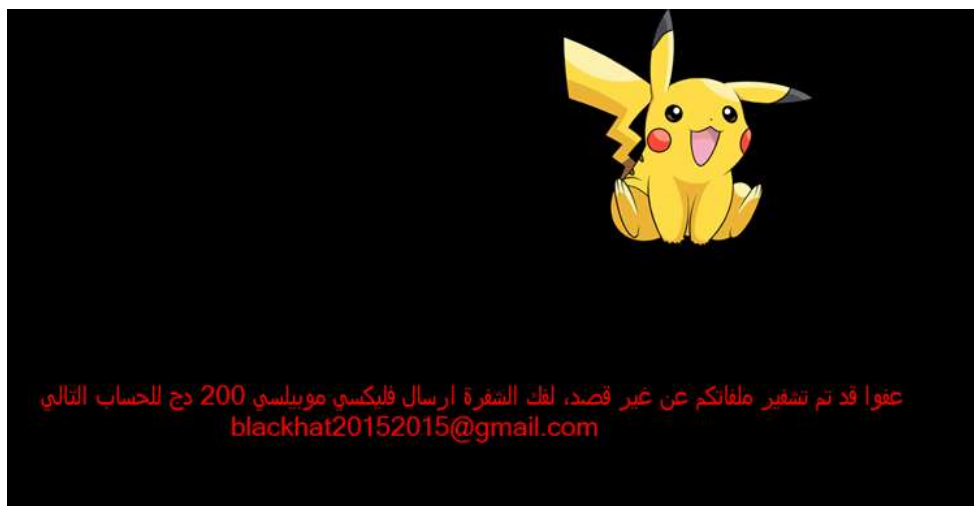 عفوا قد تم تشفير ملفاتكم عن غير قصد، لفك الشفرة ارسال فليكسي موبيلسي 200 دج للحساب التالي
blackhat20152015@gmail.com